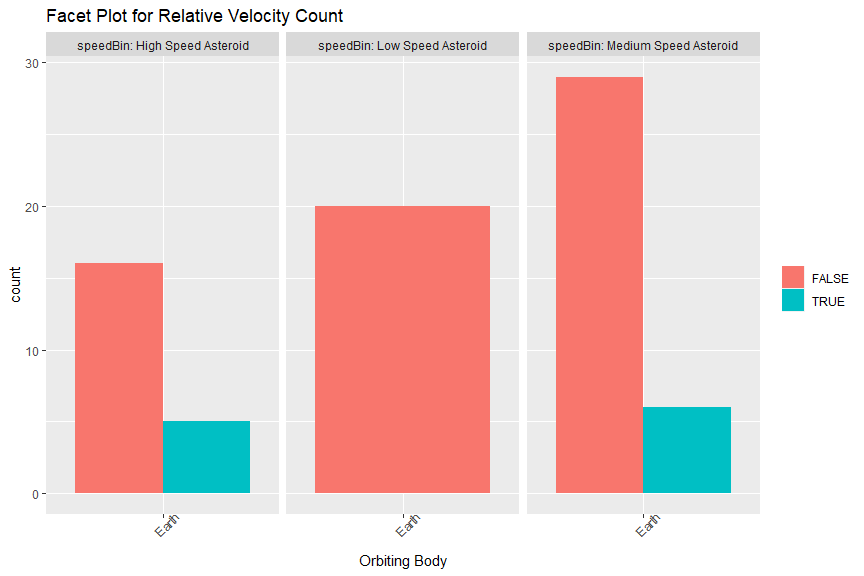 Facet Plot for Relative Velocity Count
speedBin: High Speed Asteroid
speedBin: Low Speed Asteroid
speedBin: Medium Speed Asteroid
30
20
10
0
count
Earth
Earth
Earth
Orbiting Body
FALSE
TRUE